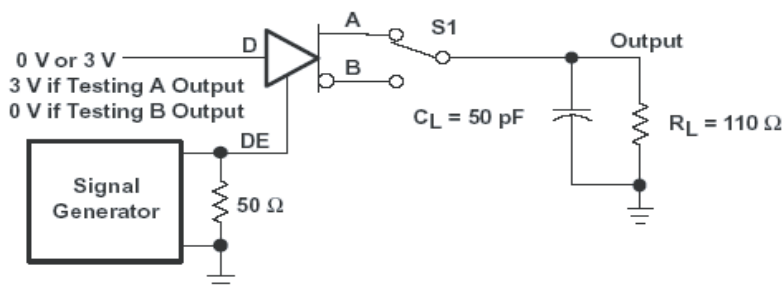 A
S1
D
Output
0 V or 3 V
B
3 V if Testing A Output
0 V if Testing B Output
CL = 50 pF
RL = 110 Ω
DE
Signal
Generator
50 Ω